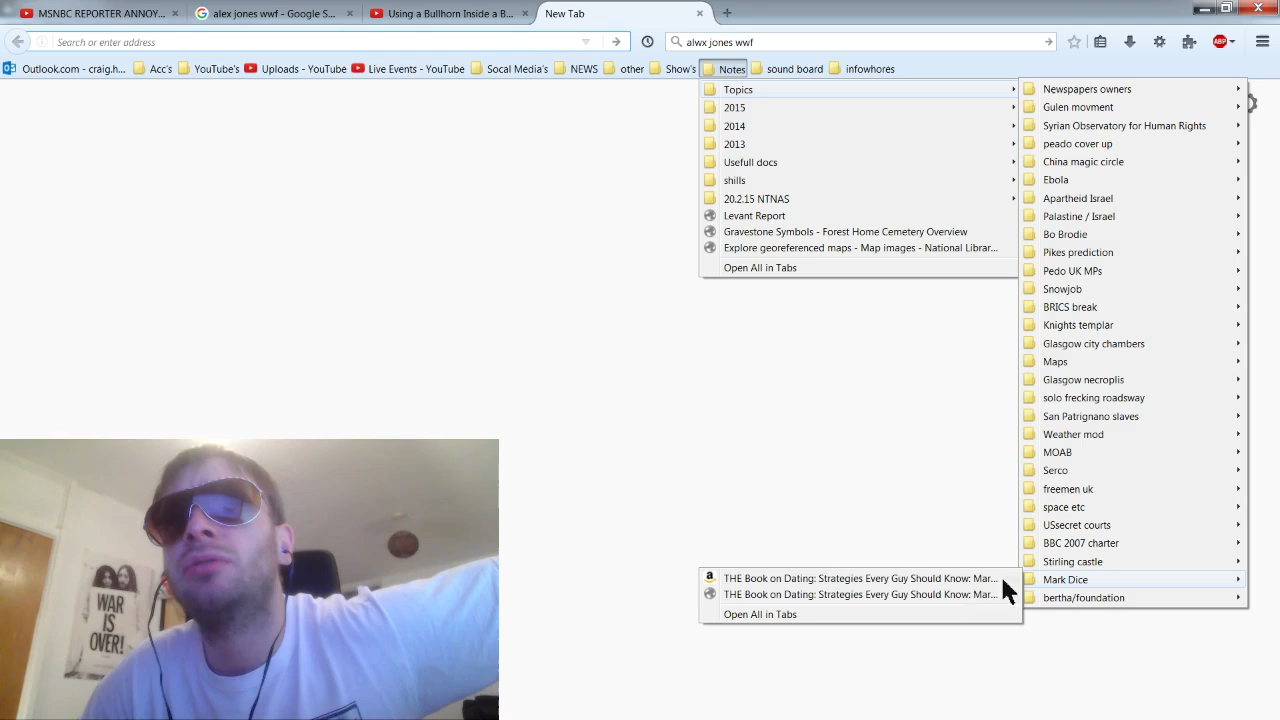 MSNBC REPORTER ANNOY...
alex jones wwf - Google S...
Using a Bullhorn Inside a B...
New Tab
Search or enter address
alwx jones wwf
ABP
Outlook.com - craig.h...
Acc's
YouTube's
Uploads - YouTube
Live Events - YouTube
Socal Media's
NEWS
other
Show's
Notes
sound board
infowhores
Topics
2015
2014
2013
Usefull docs
shills
20.2.15 NTNAS
Levant Report
Gravestone Symbols - Forest Home Cemetery Overview
Explore georeferenced maps - Map images - National Librar...
Open All in Tabs
Newspapers owners
Gulen movment
Syrian Observatory for Human Rights
peado cover up
China magic circle
Ebola
Apartheid Israel
Palastine / Israel
Bo Brodie
Pikes prediction
Pedo UK MPs
Snowjob
BRICS break
Knights templar
Glasgow city chambers
Maps
Glasgow necroplis
solo frecking roadsway
San Patrignano slaves
Weather mod
MOAB
Serco
freemen uk
space etc
USsecret courts
BBC 2007 charter
Stirling castle
Mark Dice
bertha/foundation
THE Book on Dating: Strategies Every Guy Should Know: Mar...
THE Book on Dating: Strategies Every Guy Should Know: Mar...
Open All in Tabs
WAR
IS OVER!